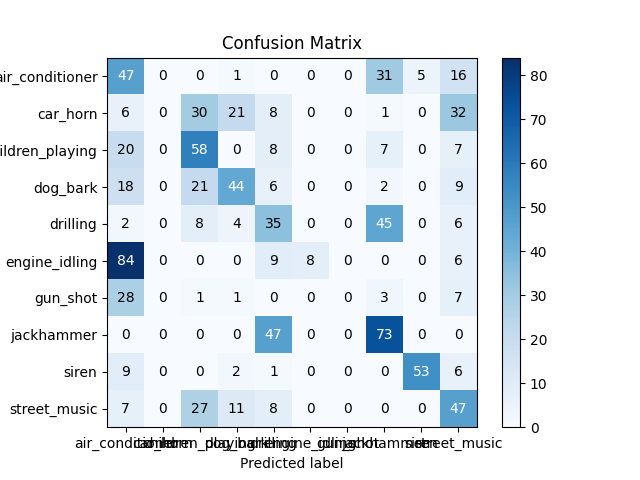 Confusion Matrix
air_conditioner 47 0 0 1 0 0 0 31 5 16
car_horn 6 0 30 21 8 0 0 1 0 32
ildren_playing 20 0 58 0 8 0 0 7 0 7
dog_bark 18 0 21 44 6 0 0 2 0 9
drilling 2 0 8 4 35 0 0 45 0 6
engine_idling 84 0 0 0 9 8 0 0 0 6
gun_shot 28 0 1 1 0 0 0 3 0 7
jackhammer 0 0 0 0 47 0 0 73 0 0
siren 9 0 0 2 1 0 0 0 53 6
street_music 7 0 27 11 8 0 0 0 0 47
street_music
Predicted label
80
70
60
50
40
30
20
10
0